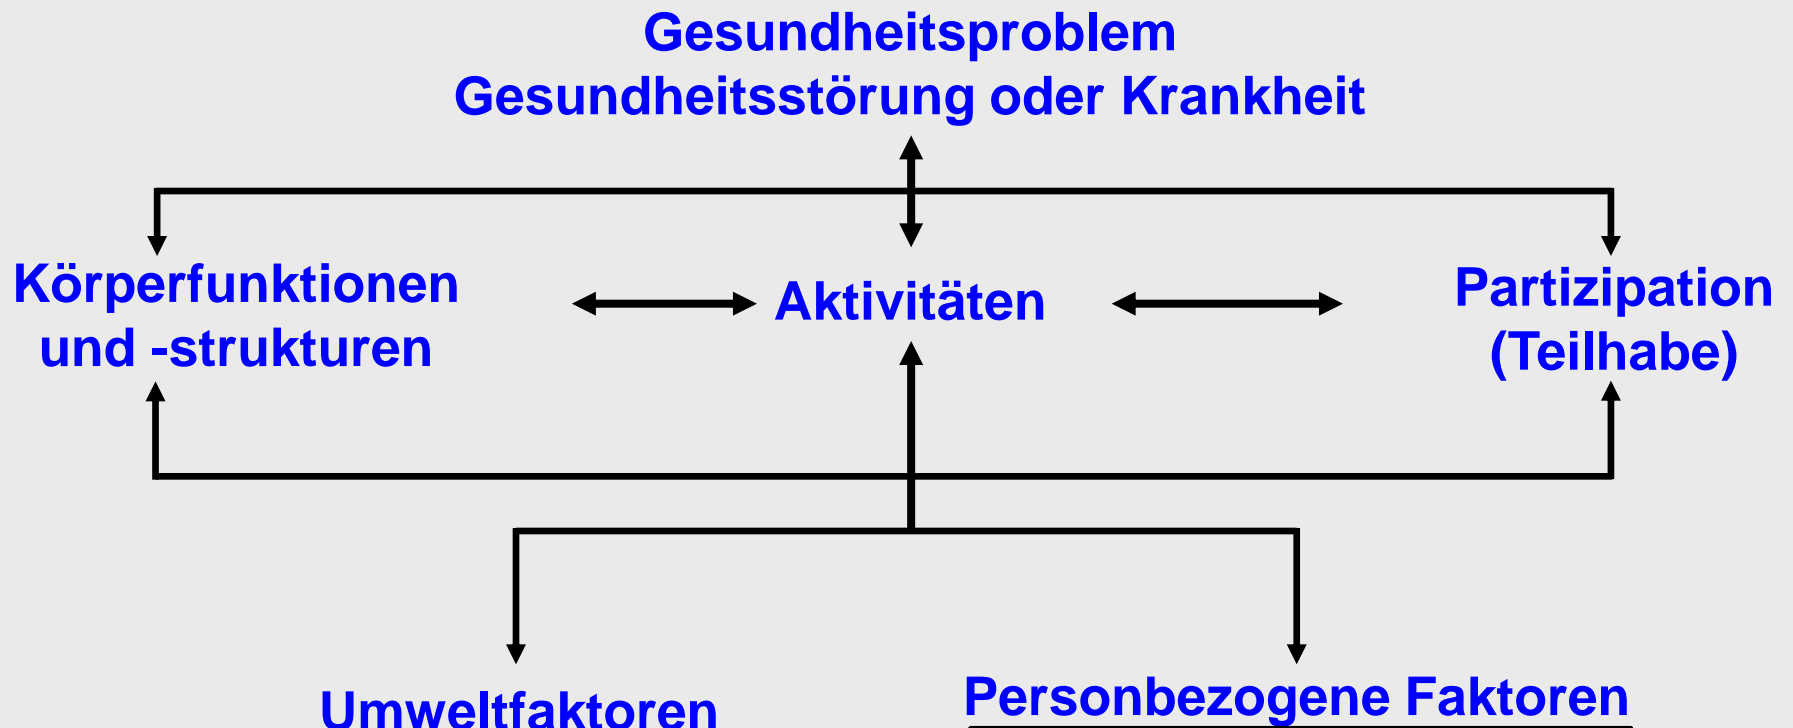 Gesundheitsproblem
Gesundheitsstörung oder Krankheit
Körperfunktionen
und -strukturen
Aktivitäten
Partizipation
(Teilhabe)
Umweltfaktoren
Personbezogene Faktoren